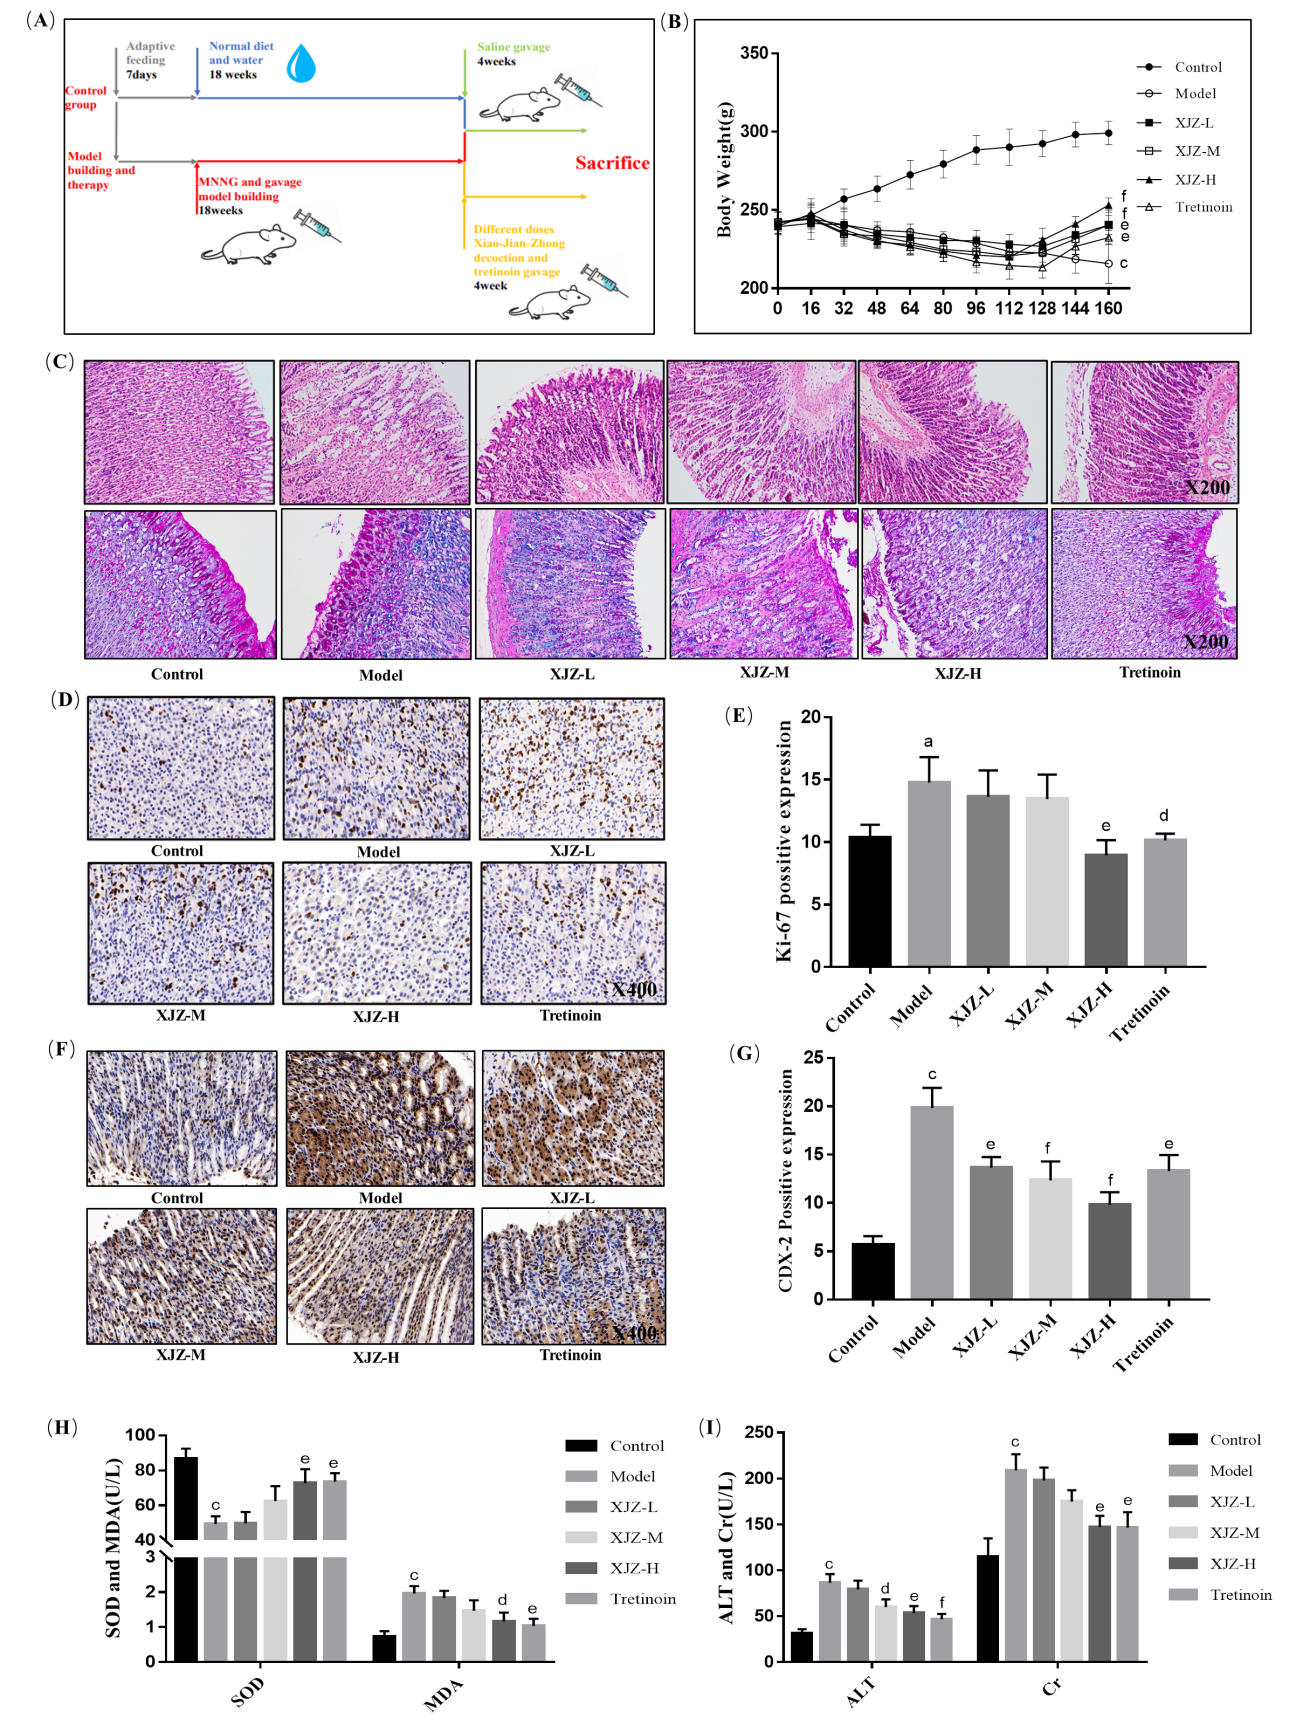 (A)
Adaptive
feeding
7days
Normal diet
and water
18 weeks
Saline gavage
4weeks
Control
group
Model
building and
therapy
MNNG and gavage
model building
18weeks
Sacrifice
Different doses
Xiao-Jian-Zhong
decoction and
tretinoin gavage
4week
(B)
Body Weight(g)
350
300
250
200
0 16 32 48 64 80 96 112 128 144 160
Control
Model
XJZ-L
XJZ-M
XJZ-H
Tretinoin
f
f
e
e
c
(C)
X200
X200
Control Model XJZ-L XJZ-M XJZ-H Tretinoin
(D)
Control Model XJZ-L
X400
XJZ-M XJZ-H Tretinoin
(E)
Ki-67 possitive expression
20
15
10
5
0
a
e
d
Control Model XJZ-L XJZ-M XJZ-H Tretinoin
(F)
Control Model XJZ-L
X400
XJZ-M XJZ-H Tretinoin
(G)
CDX-2 Possitive expression
25
20
15
10
5
0
c
e
f
f
e
Control Model XJZ-L XJZ-M XJZ-H Tretinoin
(H)
SOD and MDA(U/L)
100
80
60
40
3
2
1
0
c
e
e
c
d
e
SOD MDA
Control
Model
XJZ-L
XJZ-M
XJZ-H
Tretinoin
(I)
ALT and Cr(U/L)
250
200
150
100
50
0
c
d
e
f
c
e
e
ALT Cr
Control
Model
XJZ-L
XJZ-M
XJZ-H
Tretinoin